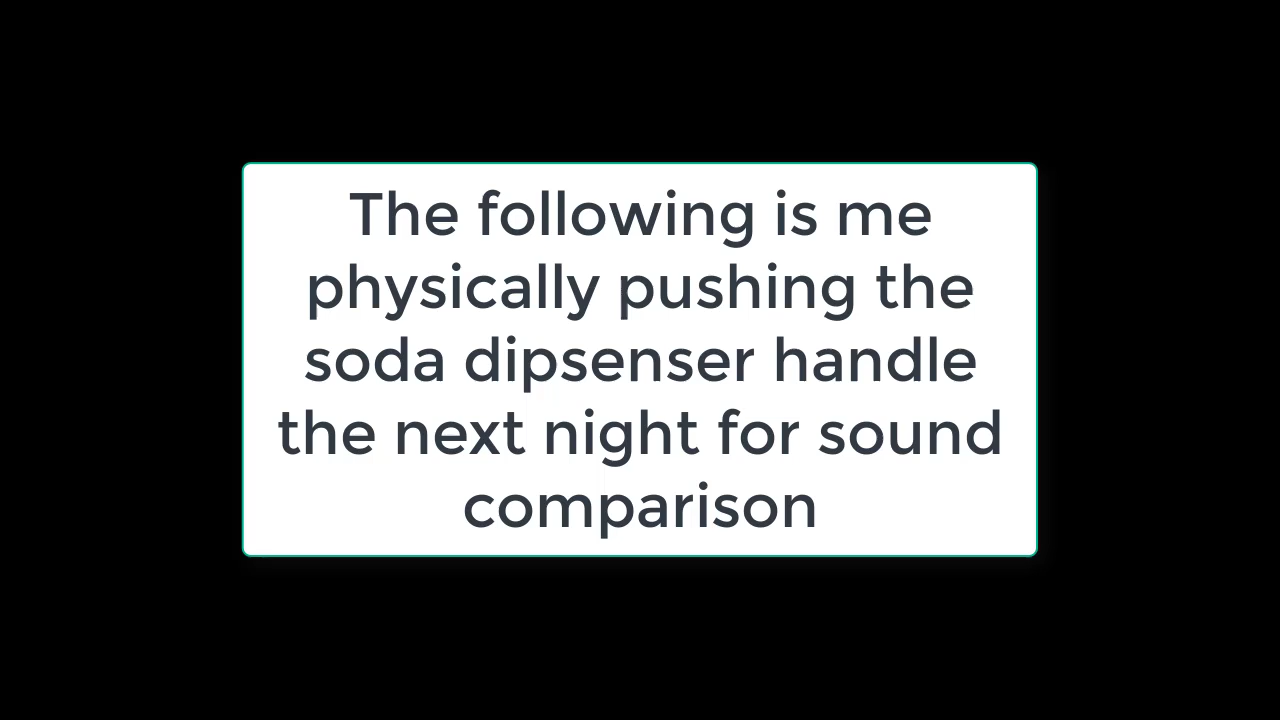 The following is me
physically pushing the
soda dipsenser handle
the next night for sound
comparison